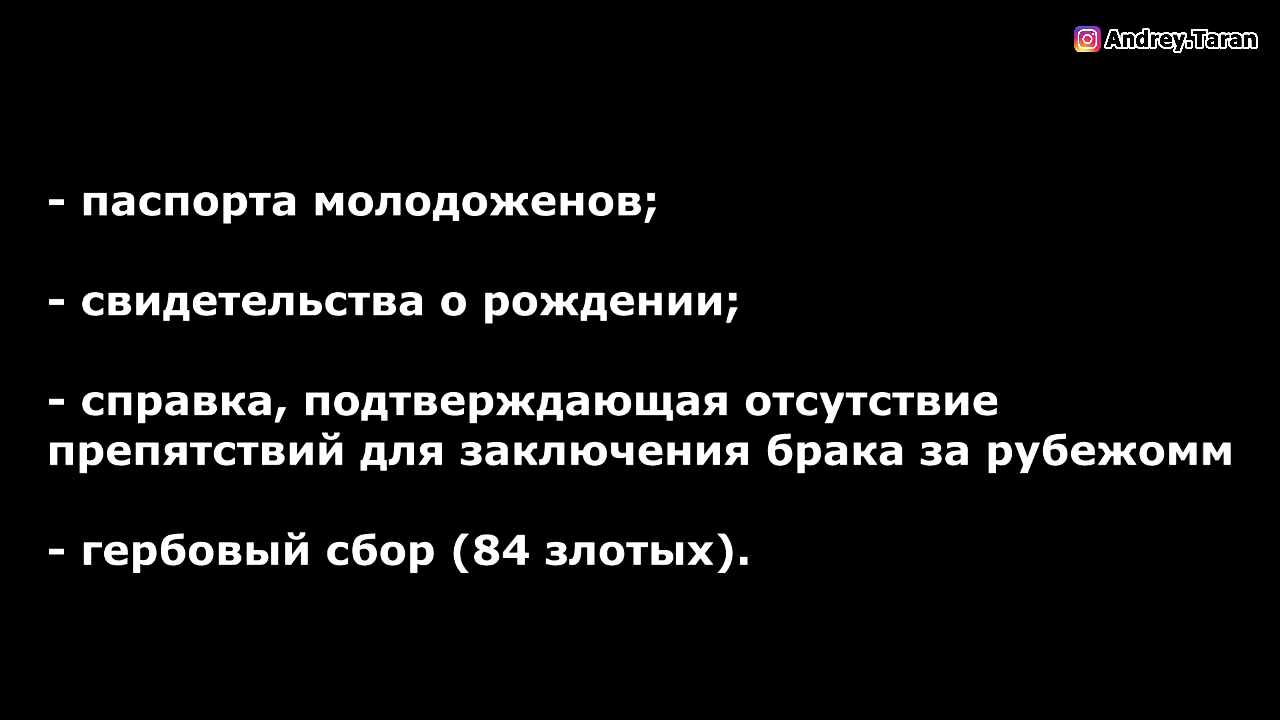 Andrey.Taran
- паспорта молодоженов;
- свидетельства о рождении;
- справка, подтверждающая отсутствие
препятствий для заключения брака за рубежомм
- гербовый сбор (84 злотых).